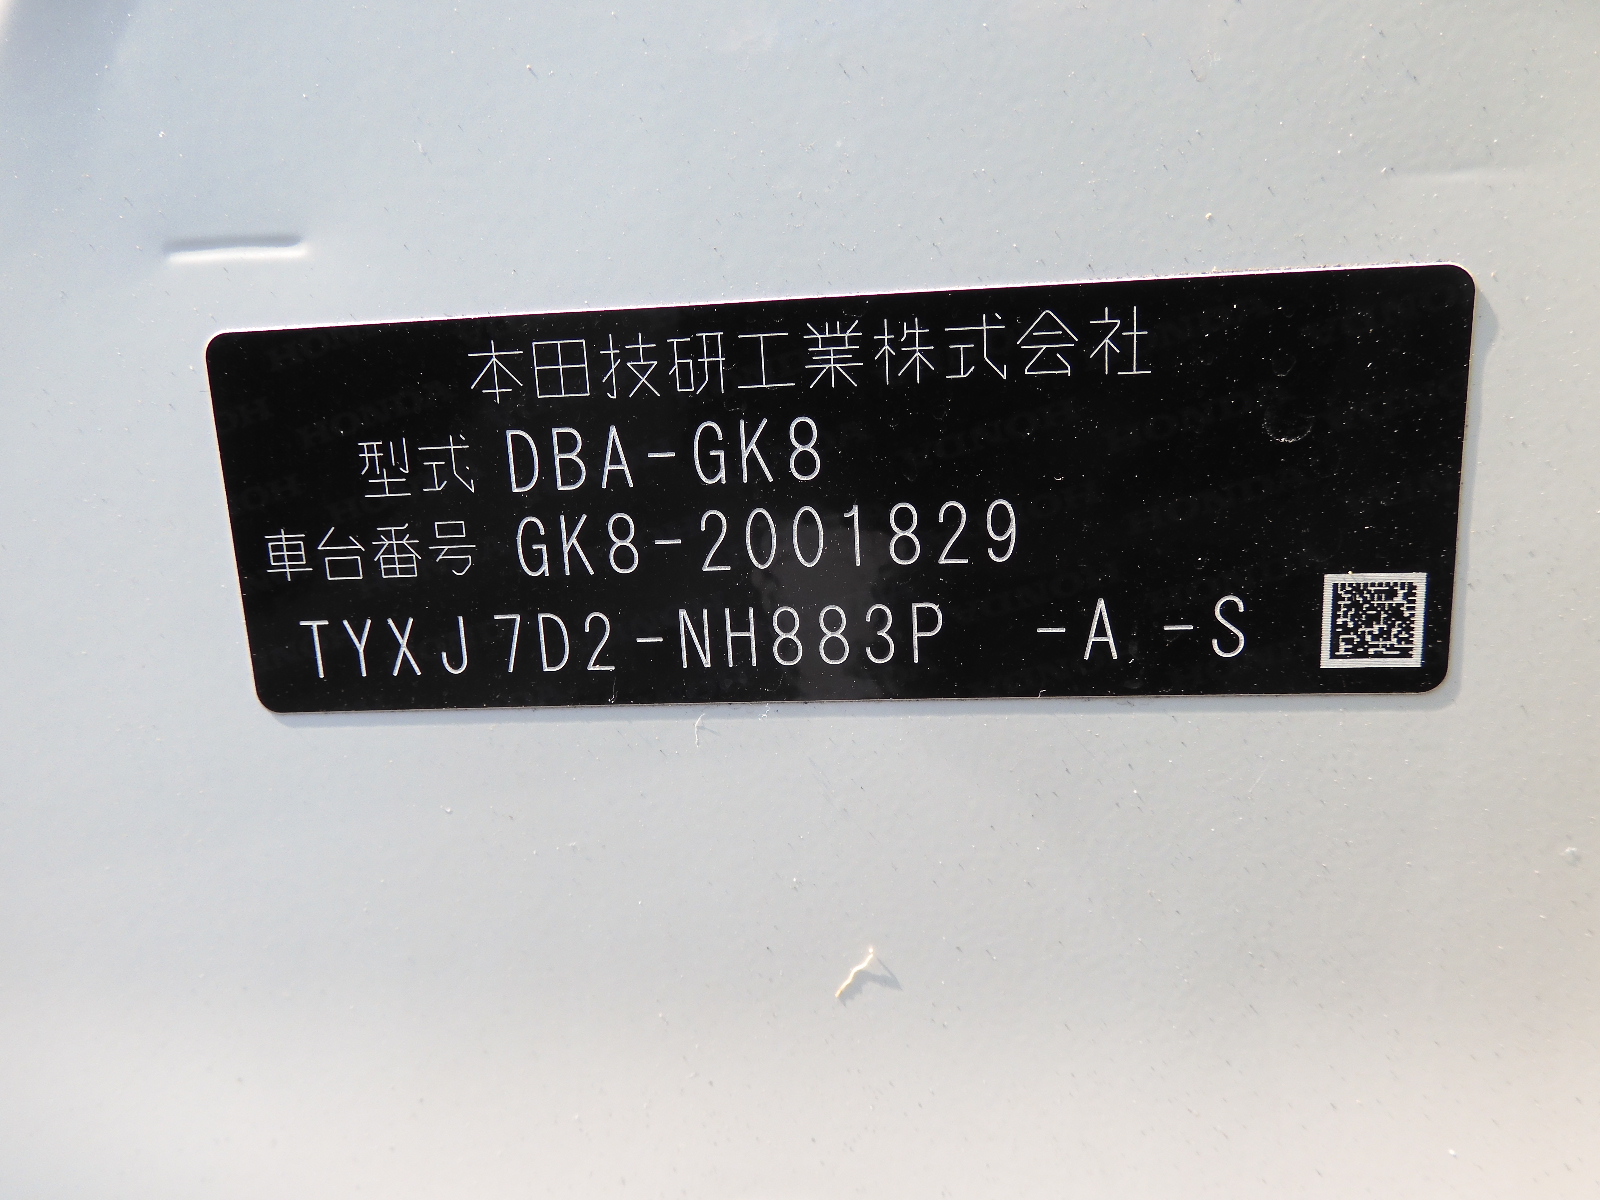 本田技研工業株式会社
型式 DBA-GK8
車台番号 GK8-2001829
TYXJ7D2-NH883P -A -S